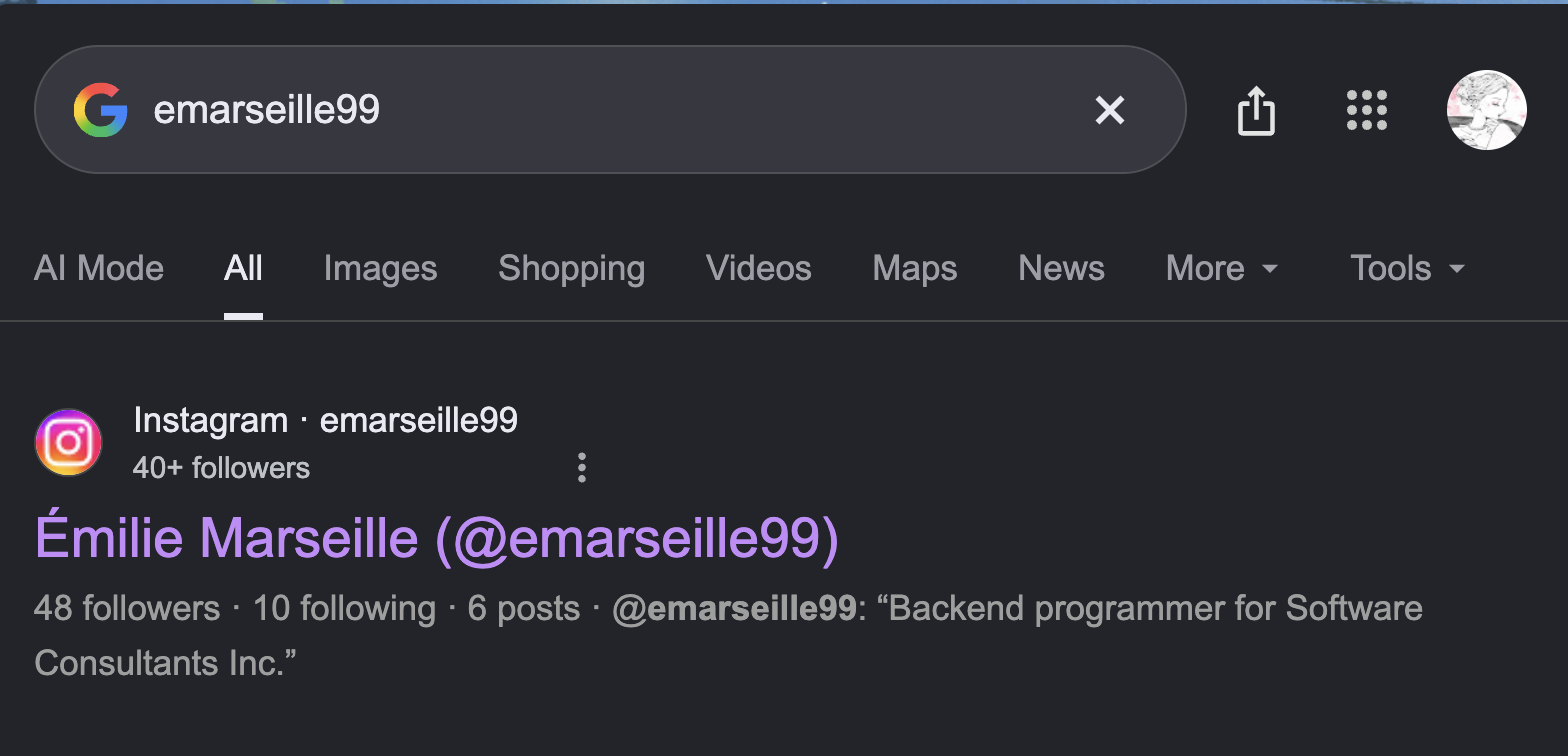 emarseille99
AI Mode All Images Shopping Videos Maps News More Tools
Instagram · emarseille99
40+ followers
Émilie Marseille (@emarseille99)
48 followers · 10 following · 6 posts · @emarseille99: “Backend programmer for Software
Consultants Inc.”